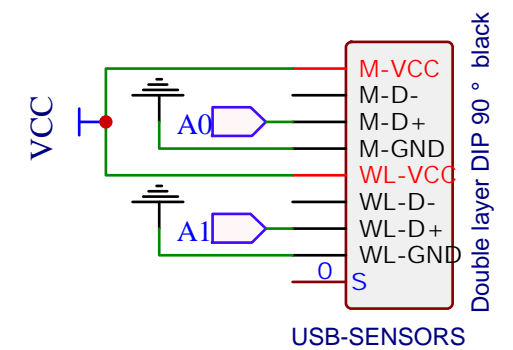 VCC
A0
A1
M-VCC
M-D-
M-D+
M-GND
WL-VCC
WL-D-
WL-D+
WL-GND
0
S
Double layer DIP 90 ° black
USB-SENSORS